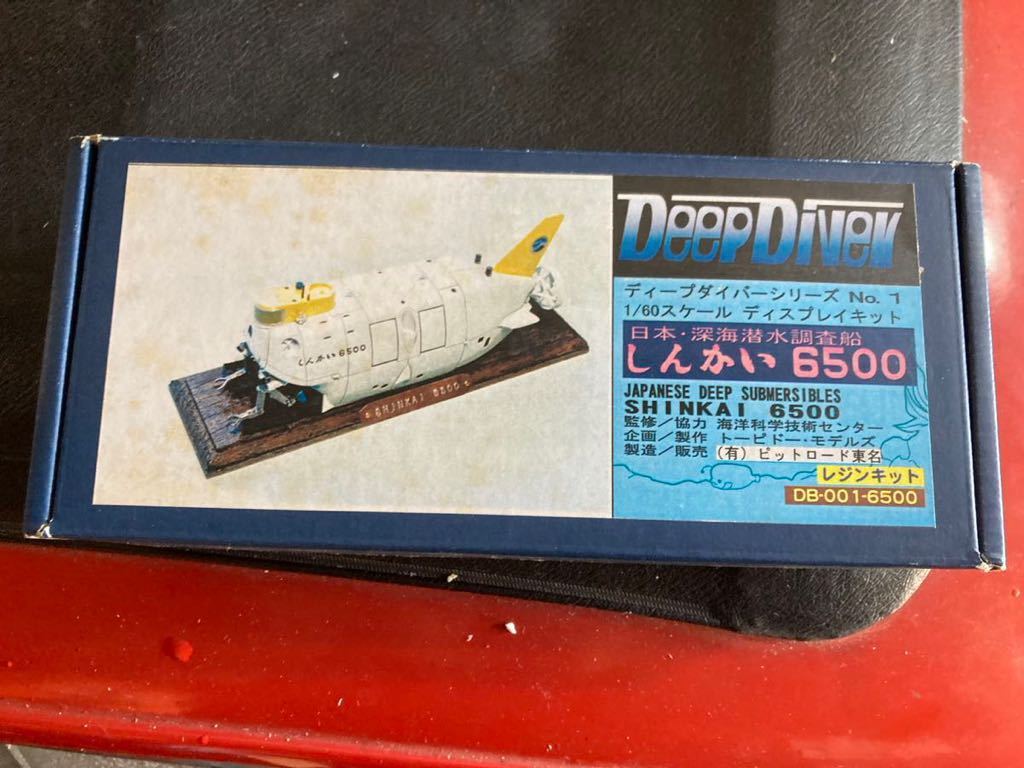 DeepDiver
ディープダイバーシリーズ No. 1
1/60スケール ディスプレイキット
日本・深海潜水調査船
しんかい 6500
JAPANESE DEEP SUBMERSIBLES
SHINKAI 6500
監修/協力 海洋科学技術センター
企画/製作 トーピドー・モデルズ
製造/販売 (有) ピットロード東名
レジンキット
DB-001-6500
しんかい 6500
SHINKAI 6500